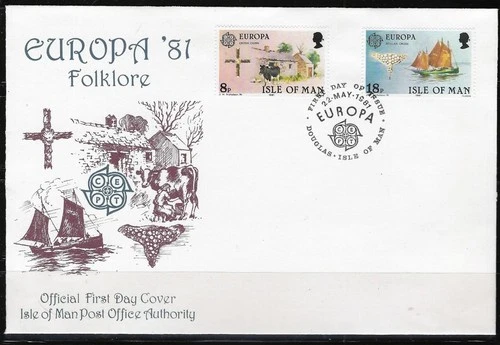 EUROPA '81
Folklore
CEPT
Official First Day Cover
Isle of Man Post Office Authority
EUROPA
8p
ISLE OF MAN
EUROPA
18p
ISLE OF MAN
FIRST DAY OF ISSUE
22-MAY-1981
EUROPA
DOUGLAS · ISLE OF MAN